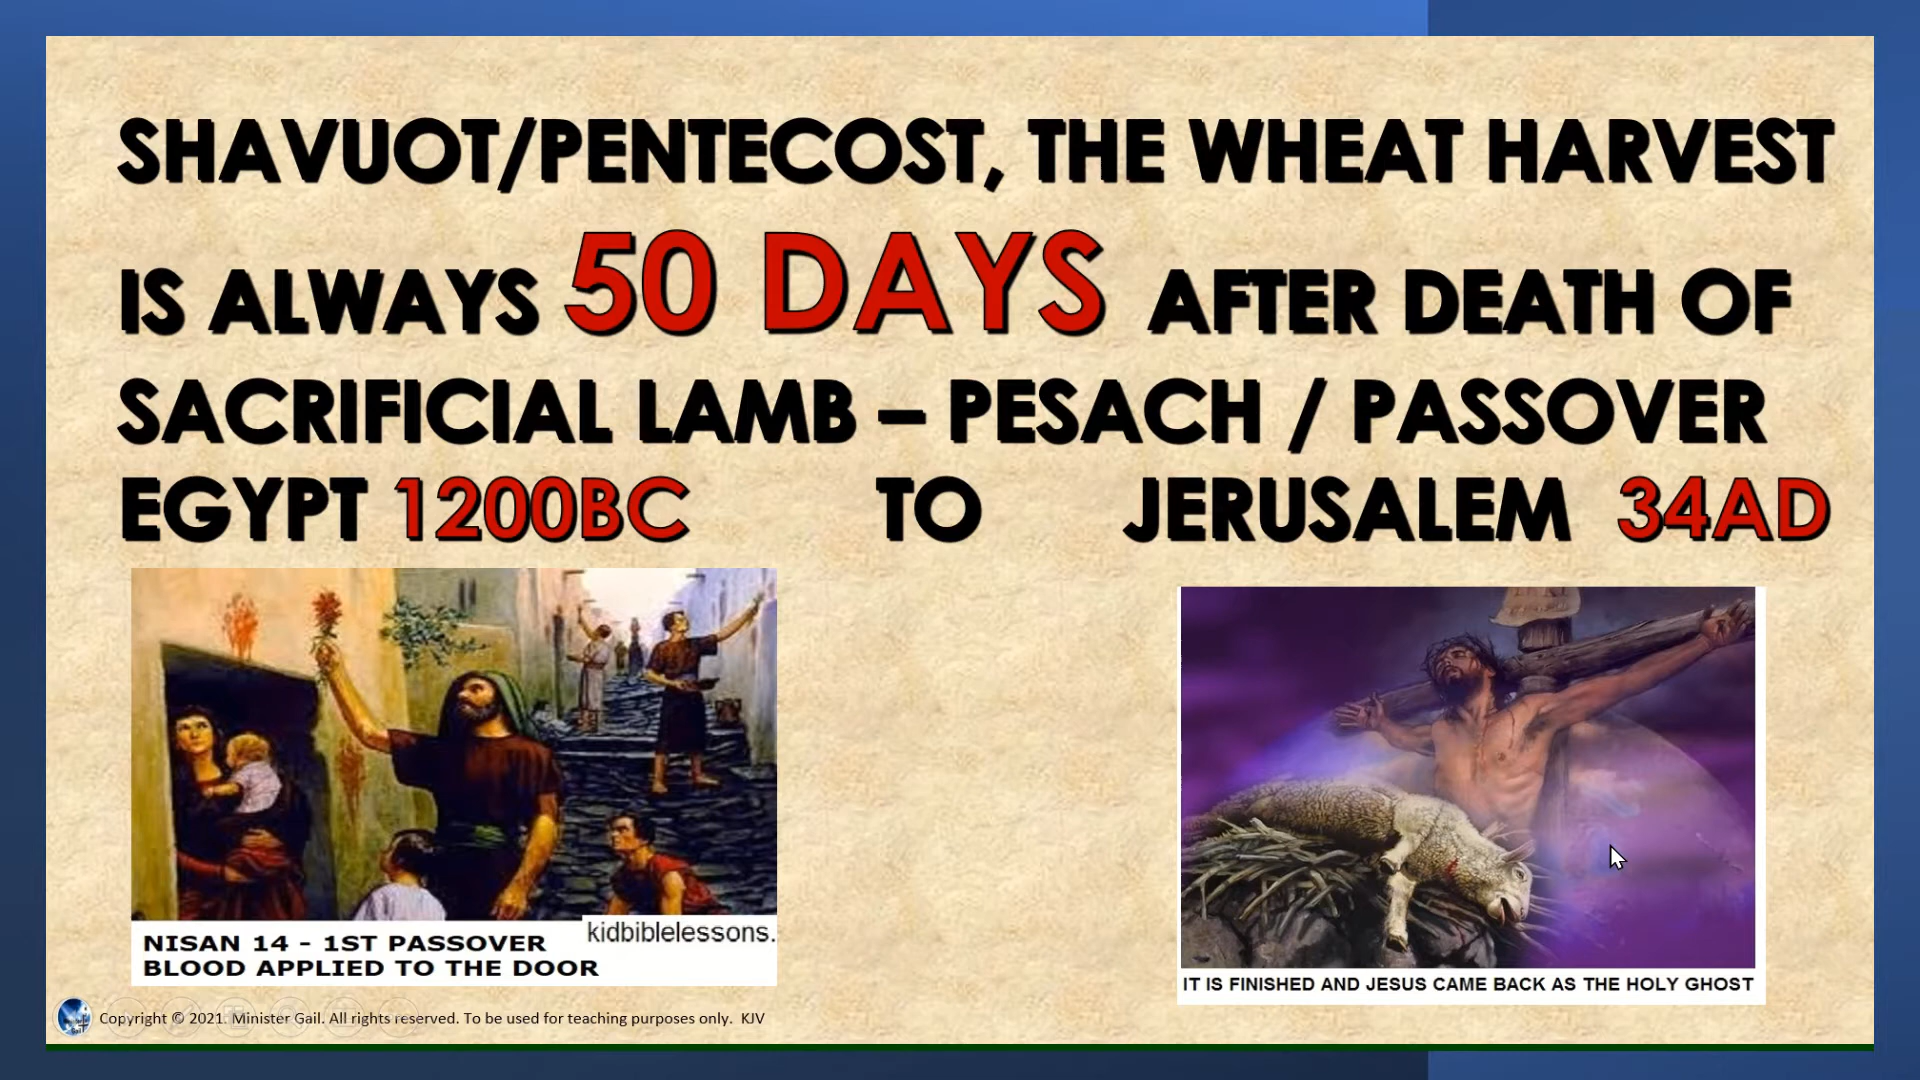 SHAVUOT/PENTECOST, THE WHEAT HARVEST
IS ALWAYS 50 DAYS AFTER DEATH OF
SACRIFICIAL LAMB – PESACH / PASSOVER
EGYPT 1200BC TO JERUSALEM 34AD
kidbiblelessons.
NISAN 14 - 1ST PASSOVER
BLOOD APPLIED TO THE DOOR
IT IS FINISHED AND JESUS CAME BACK AS THE HOLY GHOST
Copyright © 2021. Minister Gail. All rights reserved. To be used for teaching purposes only. KJV